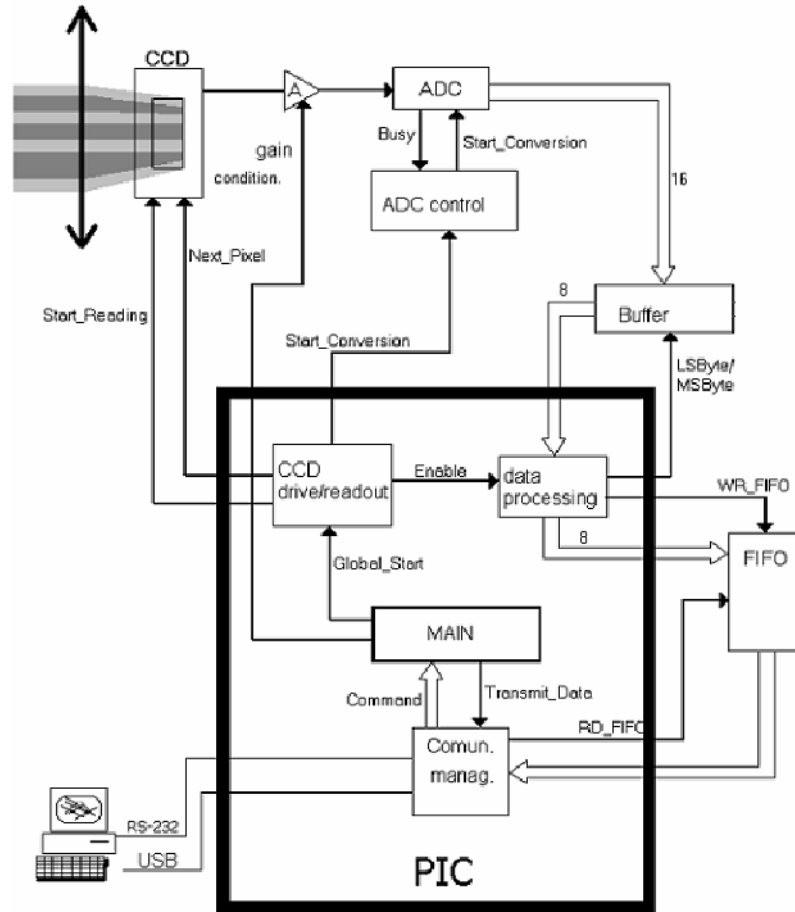 CCD
A
ADC
Busy
Start_Conversion
gain
condition.
ADC control
16
Next_Pixel
Start_Reading
8
Buffer
Start_Conversion
LSByte/
MSByte
CCD
drive/readout
Enable
data
processing
WR_FIFO
8
FIFO
Global_Start
MAIN
Command
Transmit_Data
RD_FIFO
Comun.
manag.
RS-232
USB
PIC